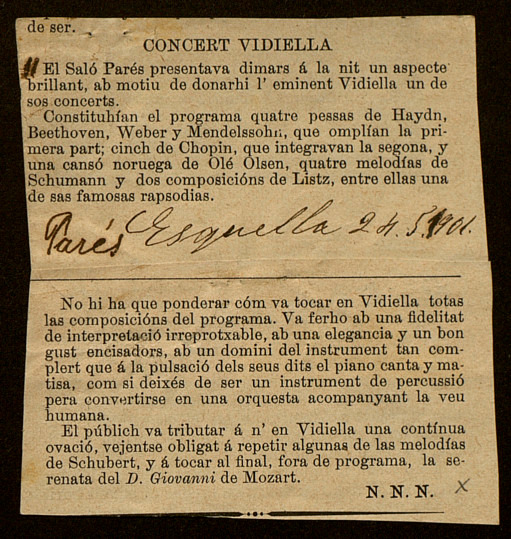 de ser.
CONCERT VIDIELLA
El Saló Parés presentava dimars á la nit un aspecte
brillant, ab motiu de donarhi l' eminent Vidiella un de
sos concerts.
Constituhían el programa quatre pessas de Haydn,
Beethoven, Weber y Mendelssohn, que omplían la pri-
mera part; cinch de Chopin, que integravan la segona, y
una cansó noruega de Olé Olsen, quatre melodías de
Schumann y dos composicións de Listz, entre ellas una
de sas famosas rapsodias.
Parés Esquella 24.5.1901.
No hi ha que ponderar cóm va tocar en Vidiella totas
las composicións del programa. Va ferho ab una fidelitat
de interpretació irreprotxable, ab una elegancia y un bon
gust encisadors, ab un domini del instrument tan com-
plert que á la pulsació dels seus dits el piano canta y ma-
tisa, com si deixés de ser un instrument de percussió
pera convertirse en una orquesta acompanyant la veu
humana.
El públich va tributar á n' en Vidiella una contínua
ovació, vejentse obligat á repetir algunas de las melodías
de Schubert, y á tocar al final, fora de programa, la se-
renata del D. Giovanni de Mozart.
N. N. N. x